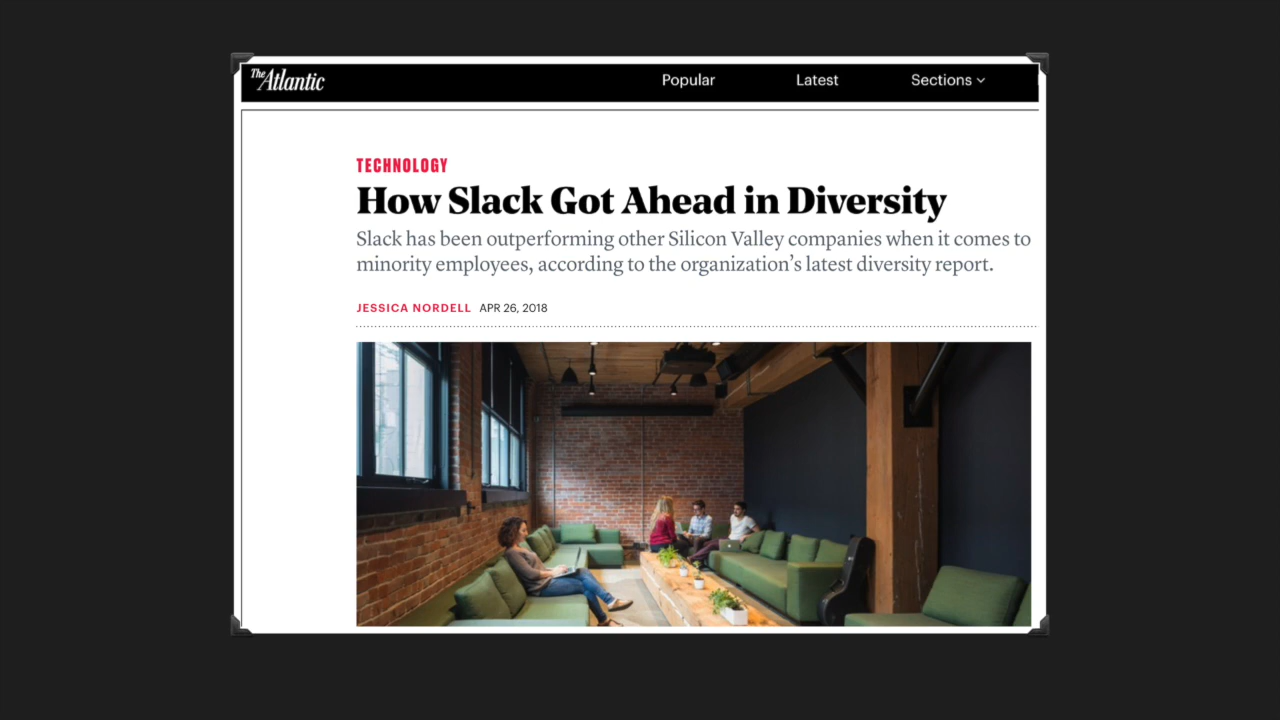 The Atlantic
Popular
Latest
Sections
TECHNOLOGY
How Slack Got Ahead in Diversity
Slack has been outperforming other Silicon Valley companies when it comes to
minority employees, according to the organization’s latest diversity report.
JESSICA NORDELL APR 26, 2018